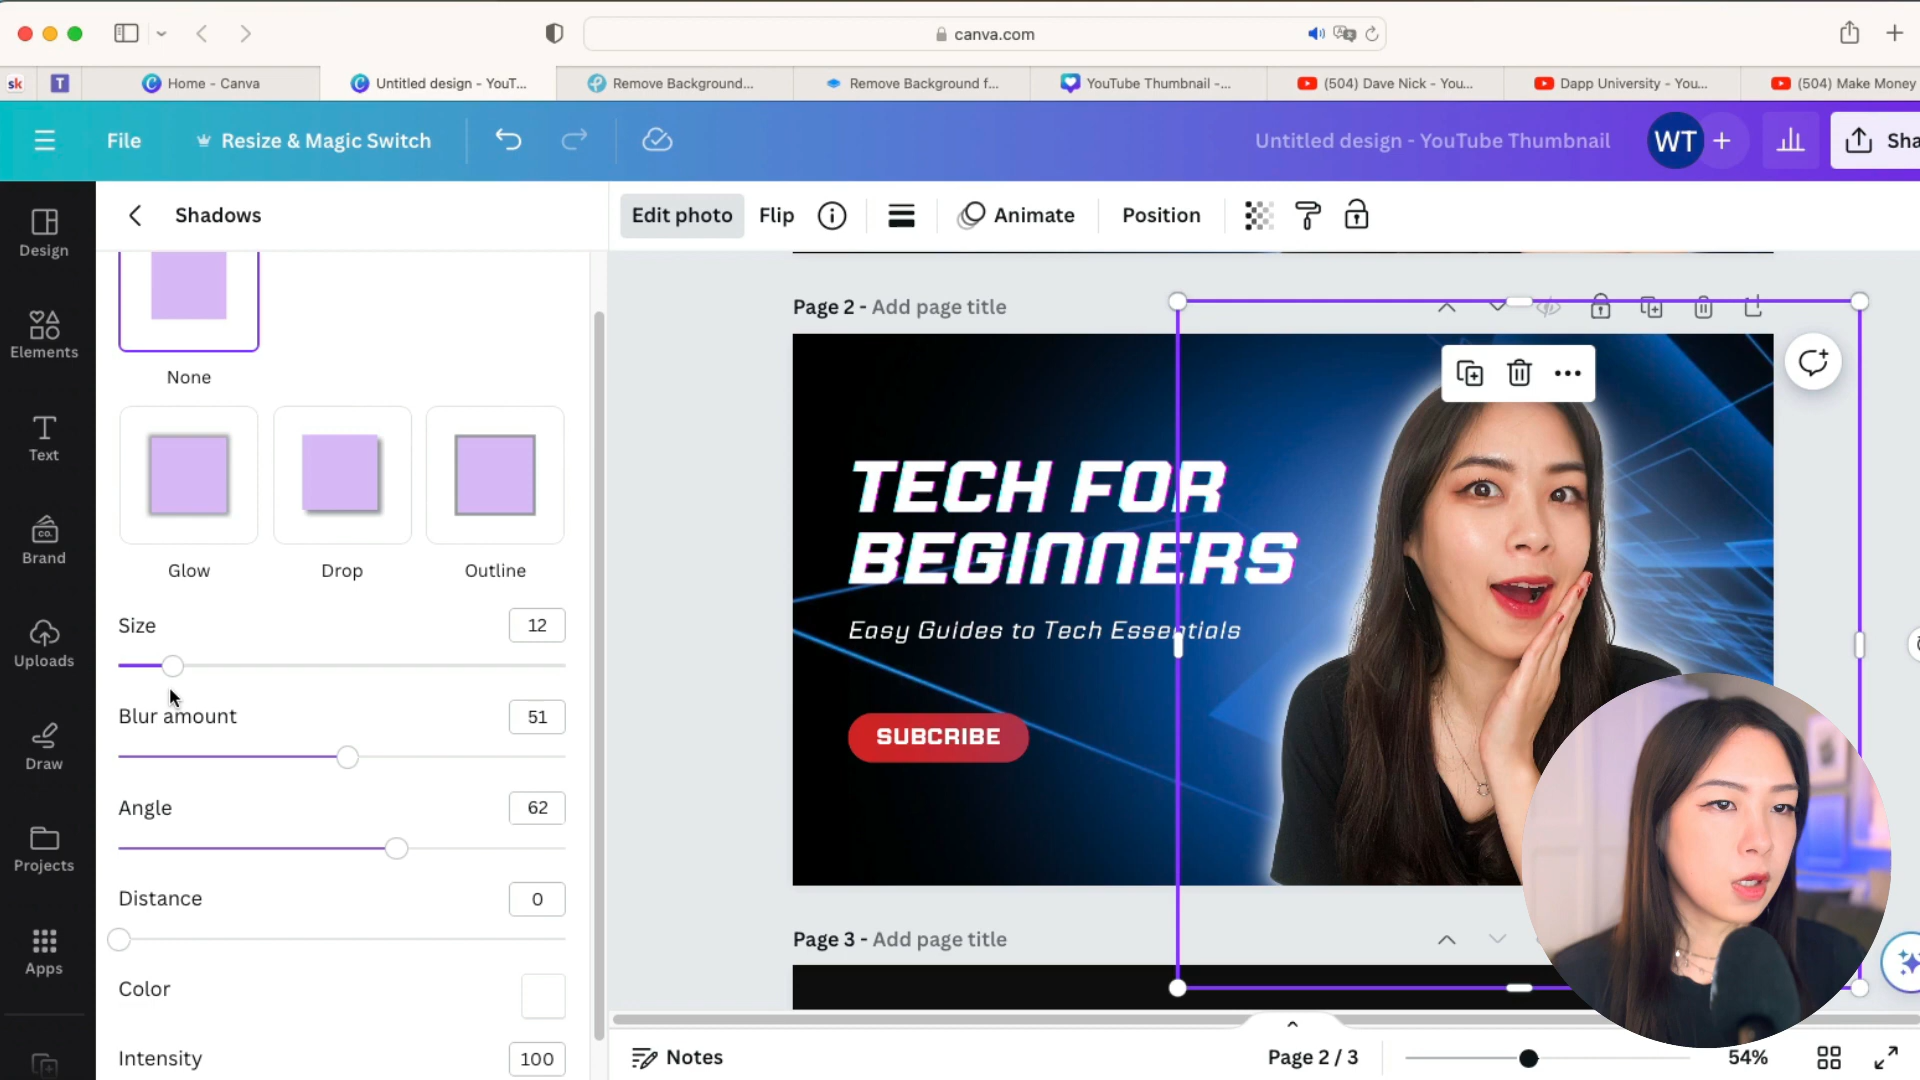 canva.com
sk
T
Home - Canva
Untitled design - YouT...
Remove Background...
Remove Background f...
YouTube Thumbnail -...
(504) Dave Nick - You...
Dapp University - You...
(504) Make Money
File
Resize & Magic Switch
Untitled design - YouTube Thumbnail
WT
+
Sha
Design
Elements
Text
Brand
Uploads
Draw
Projects
Apps
Shadows
None
Glow
Drop
Outline
Size
12
Blur amount
51
Angle
62
Distance
0
Color
Intensity
100
Edit photo
Flip
Animate
Position
Page 2 - Add page title
TECH FOR
BEGINNERS
Easy Guides to Tech Essentials
SUBCRIBE
Page 3 - Add page title
Notes
Page 2 / 3
54%